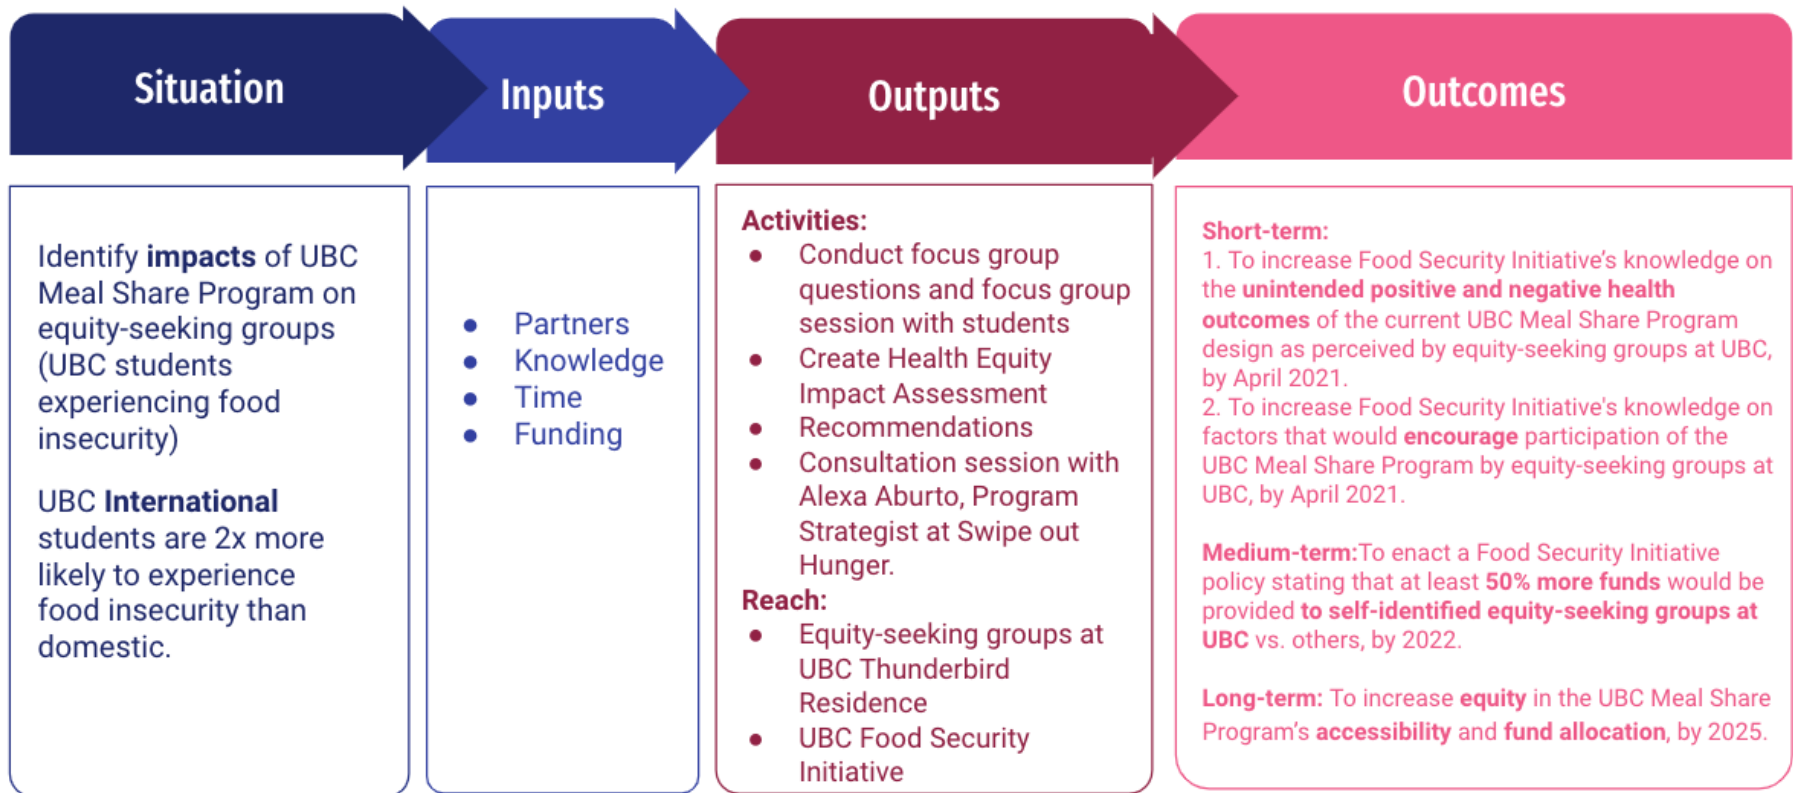 Situation
Inputs
Outputs
Outcomes
Identify impacts of UBC
Meal Share Program on
equity-seeking groups
(UBC students
experiencing food
insecurity)
UBC International
students are 2x more
likely to experience
food insecurity than
domestic.
● Partners
● Knowledge
● Time
● Funding
Activities:
● Conduct focus group
questions and focus group
session with students
● Create Health Equity
Impact Assessment
● Recommendations
● Consultation session with
Alexa Aburto, Program
Strategist at Swipe out
Hunger.
Reach:
● Equity-seeking groups at
UBC Thunderbird
Residence
● UBC Food Security
Initiative
Short-term:
1. To increase Food Security Initiative’s knowledge on
the unintended positive and negative health
outcomes of the current UBC Meal Share Program
design as perceived by equity-seeking groups at UBC,
by April 2021.
2. To increase Food Security Initiative's knowledge on
factors that would encourage participation of the
UBC Meal Share Program by equity-seeking groups at
UBC, by April 2021.
Medium-term:To enact a Food Security Initiative
policy stating that at least 50% more funds would be
provided to self-identified equity-seeking groups at
UBC vs. others, by 2022.
Long-term: To increase equity in the UBC Meal Share
Program’s accessibility and fund allocation, by 2025.